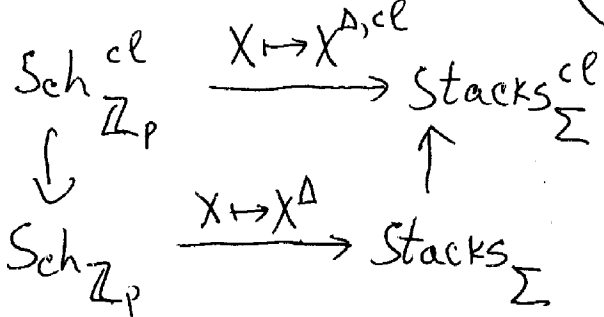 X ↦ X^{Δ,cl}
Sch^{cl}_{ℤ_p} → Stacks^{cl}_Σ
X ↦ X^Δ
Sch_{ℤ_p} → Stacks_Σ